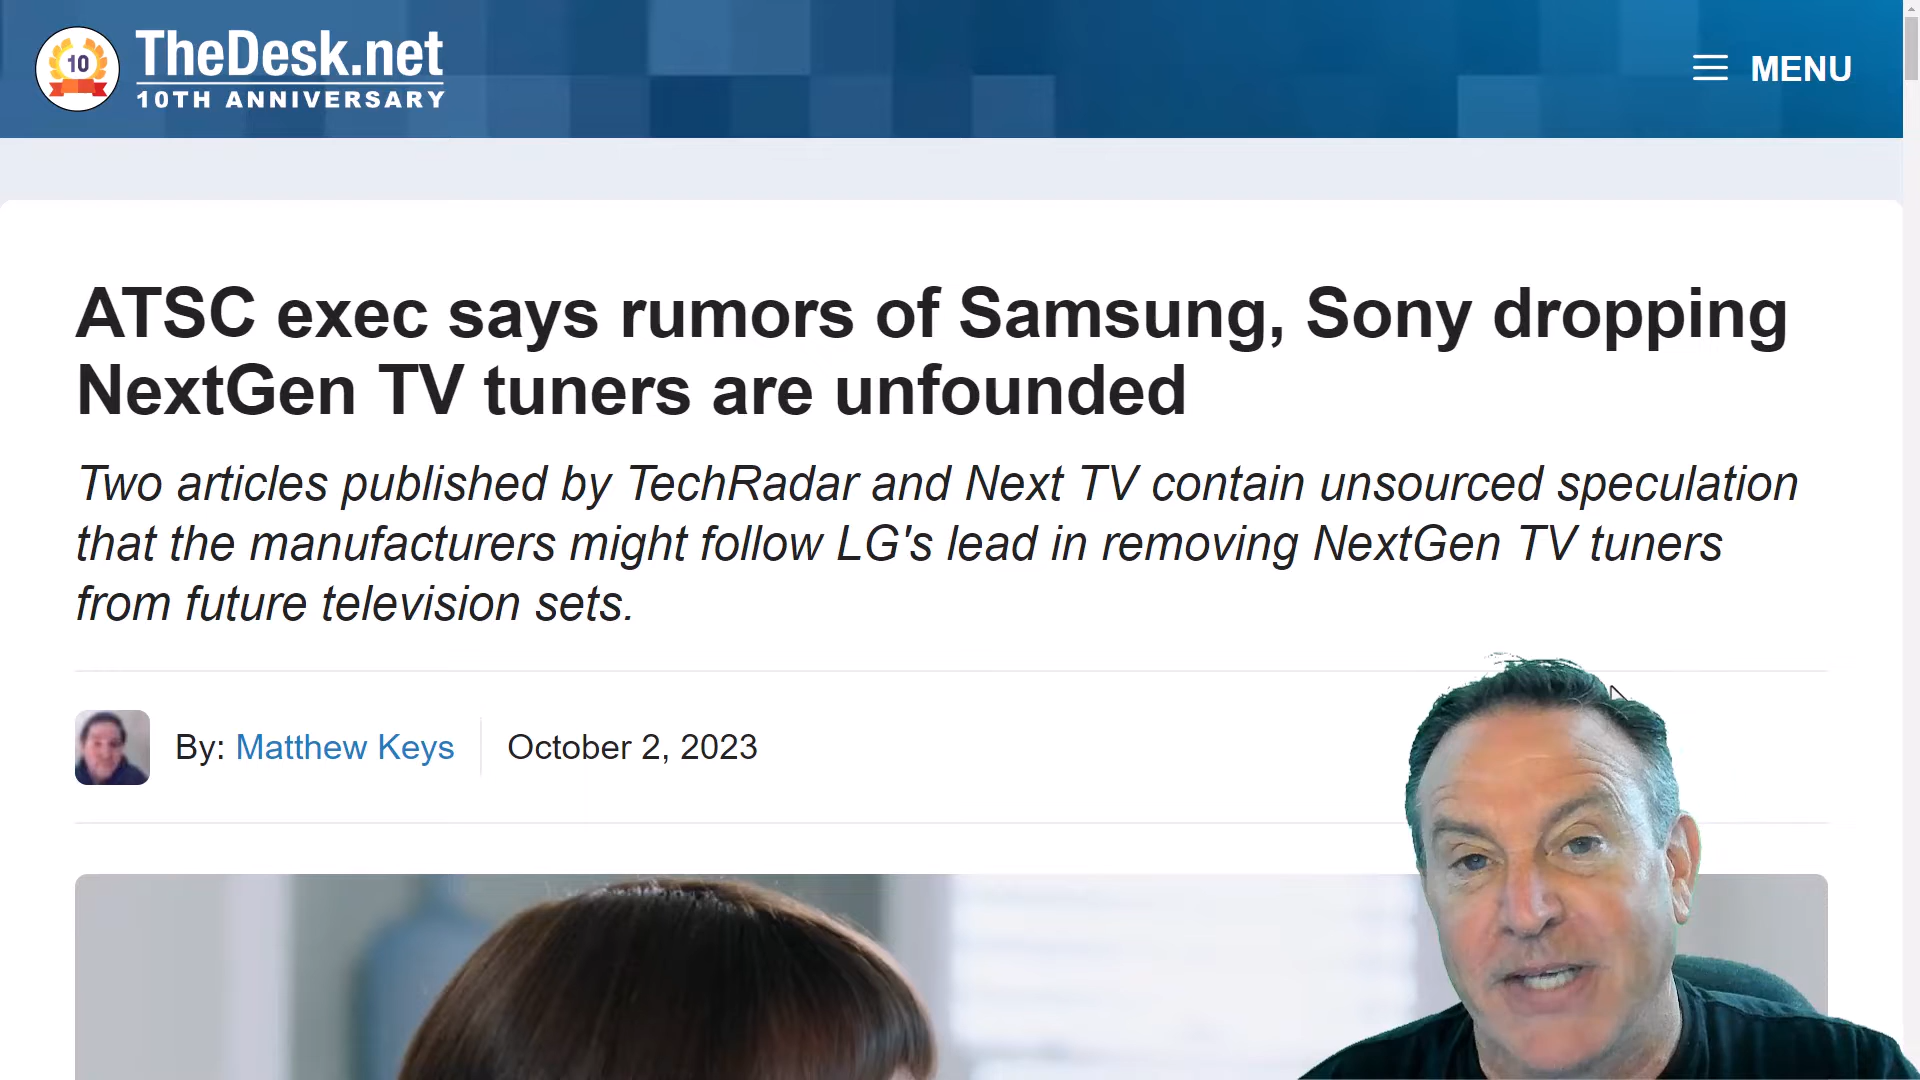 10
TheDesk.net
10TH ANNIVERSARY
MENU
ATSC exec says rumors of Samsung, Sony dropping
NextGen TV tuners are unfounded
Two articles published by TechRadar and Next TV contain unsourced speculation
that the manufacturers might follow LG's lead in removing NextGen TV tuners
from future television sets.
By: Matthew Keys
October 2, 2023